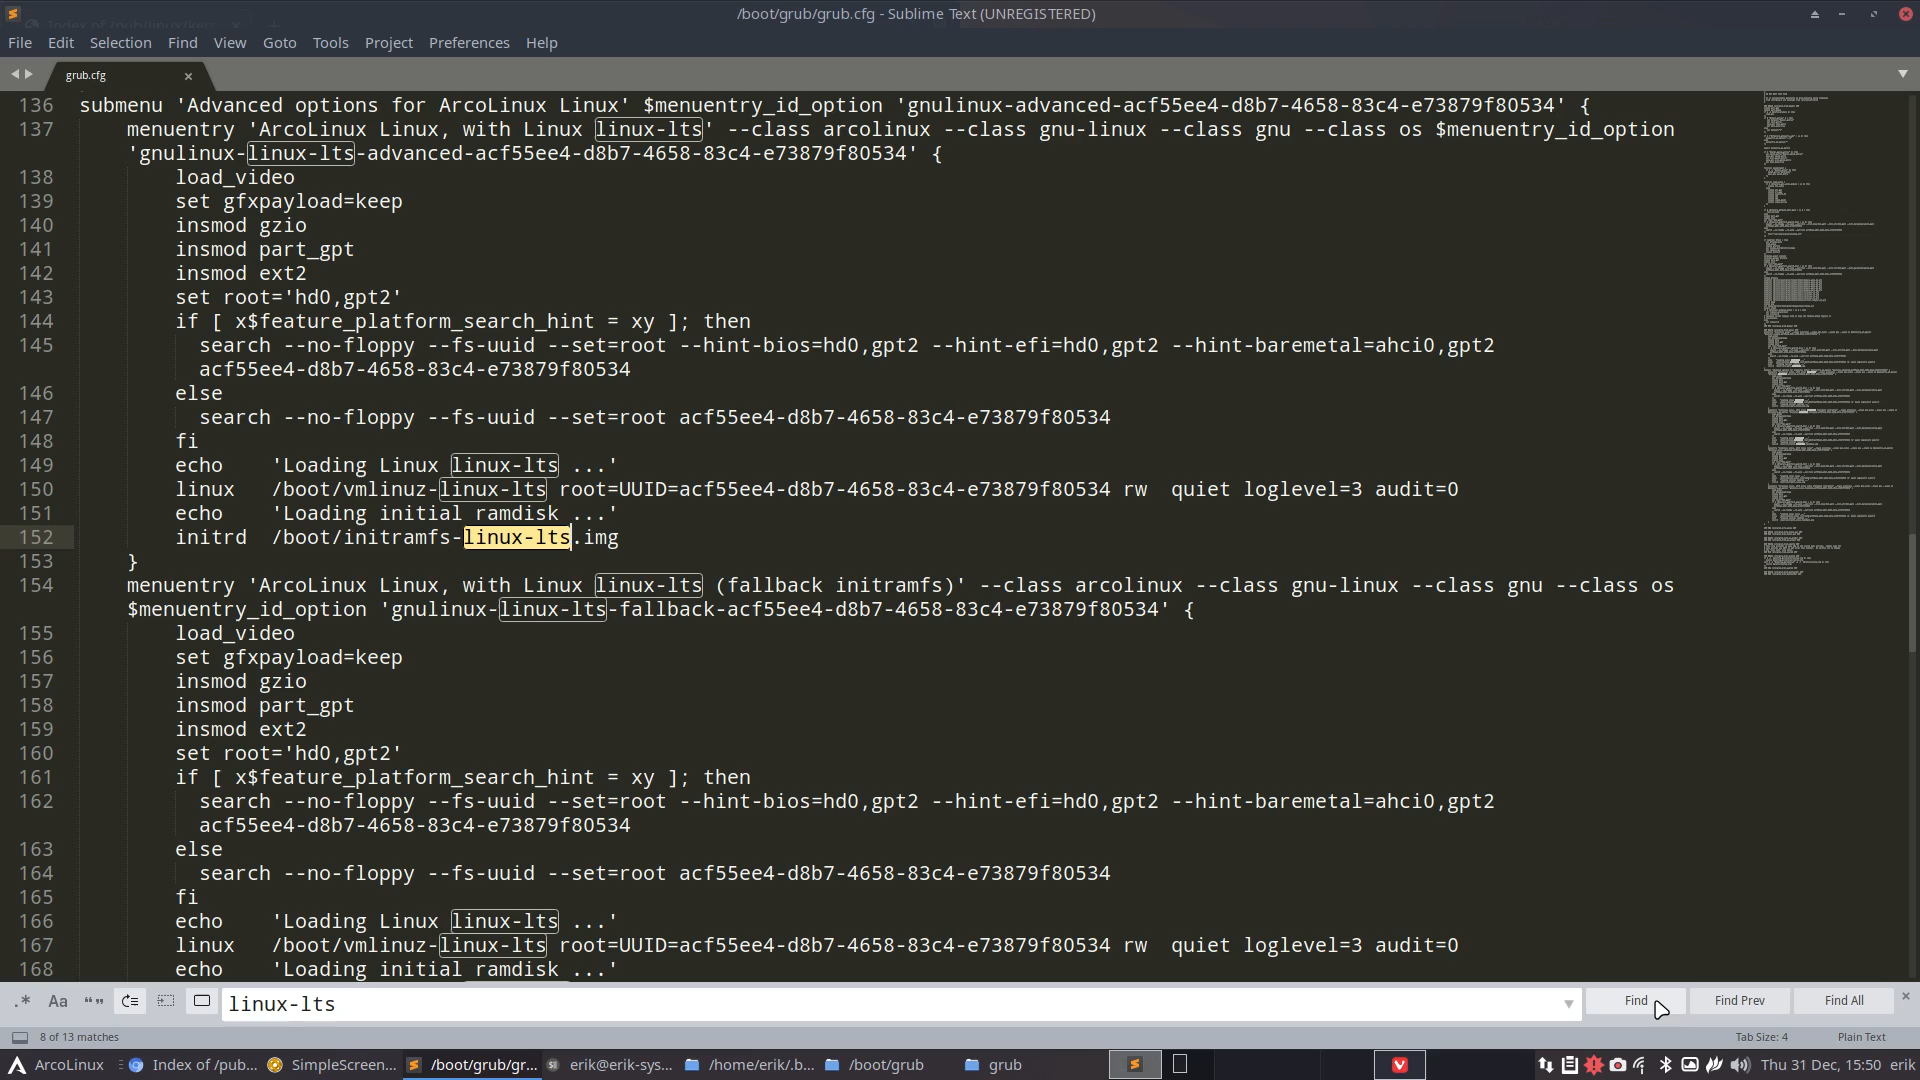 /boot/grub/grub.cfg - Sublime Text (UNREGISTERED)
File Edit Selection Find View Goto Tools Project Preferences Help
grub.cfg
136 submenu 'Advanced options for ArcoLinux Linux' $menuentry_id_option 'gnulinux-advanced-acf55ee4-d8b7-4658-83c4-e73879f80534' {
137 menuentry 'ArcoLinux Linux, with Linux linux-lts' --class arcolinux --class gnu-linux --class gnu --class os $menuentry_id_option
'gnulinux-linux-lts-advanced-acf55ee4-d8b7-4658-83c4-e73879f80534' {
138 load_video
139 set gfxpayload=keep
140 insmod gzio
141 insmod part_gpt
142 insmod ext2
143 set root='hd0,gpt2'
144 if [ x$feature_platform_search_hint = xy ]; then
145 search --no-floppy --fs-uuid --set=root --hint-bios=hd0,gpt2 --hint-efi=hd0,gpt2 --hint-baremetal=ahci0,gpt2
acf55ee4-d8b7-4658-83c4-e73879f80534
146 else
147 search --no-floppy --fs-uuid --set=root acf55ee4-d8b7-4658-83c4-e73879f80534
148 fi
149 echo 'Loading Linux linux-lts ...'
150 linux /boot/vmlinuz-linux-lts root=UUID=acf55ee4-d8b7-4658-83c4-e73879f80534 rw quiet loglevel=3 audit=0
151 echo 'Loading initial ramdisk ...'
152 initrd /boot/initramfs-linux-lts.img
153 }
154 menuentry 'ArcoLinux Linux, with Linux linux-lts (fallback initramfs)' --class arcolinux --class gnu-linux --class gnu --class os
$menuentry_id_option 'gnulinux-linux-lts-fallback-acf55ee4-d8b7-4658-83c4-e73879f80534' {
155 load_video
156 set gfxpayload=keep
157 insmod gzio
158 insmod part_gpt
159 insmod ext2
160 set root='hd0,gpt2'
161 if [ x$feature_platform_search_hint = xy ]; then
162 search --no-floppy --fs-uuid --set=root --hint-bios=hd0,gpt2 --hint-efi=hd0,gpt2 --hint-baremetal=ahci0,gpt2
acf55ee4-d8b7-4658-83c4-e73879f80534
163 else
164 search --no-floppy --fs-uuid --set=root acf55ee4-d8b7-4658-83c4-e73879f80534
165 fi
166 echo 'Loading Linux linux-lts ...'
167 linux /boot/vmlinuz-linux-lts root=UUID=acf55ee4-d8b7-4658-83c4-e73879f80534 rw quiet loglevel=3 audit=0
168 echo 'Loading initial ramdisk ...'
.* Aa “” linux-lts Find Find Prev Find All
8 of 13 matches Tab Size: 4 Plain Text
ArcoLinux Index of /pub... SimpleScreen... /boot/grub/gr... erik@erik-sys... /home/erik/.b... /boot/grub grub Thu 31 Dec, 15:50 erik